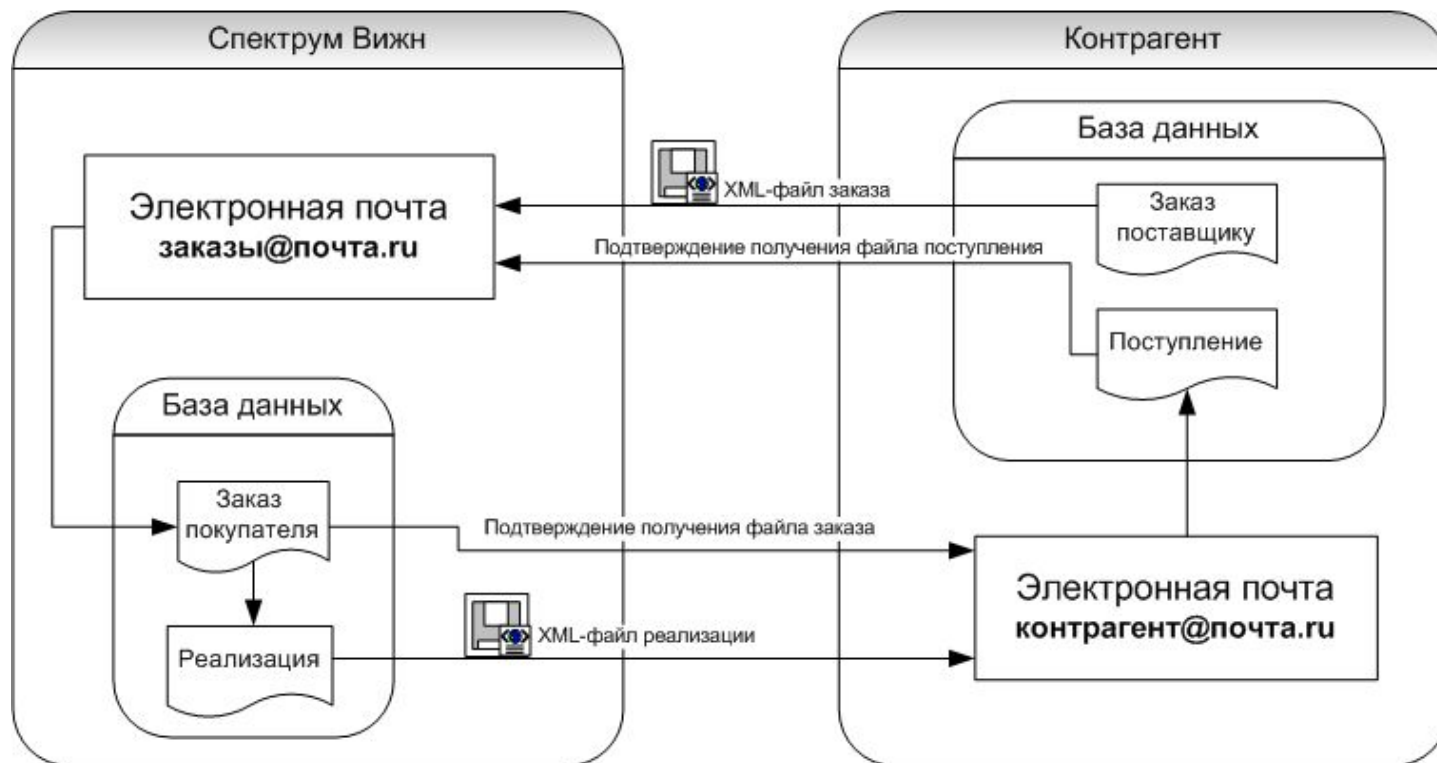 Спектрум Вижн
Контрагент
База данных
XML-файл заказа
Заказ
поставщику
Электронная почта
заказы@почта.ru
Подтверждение получения файла поступления
Поступление
База данных
Заказ
покупателя
Подтверждение получения файла заказа
Электронная почта
контрагент@почта.ru
XML-файл реализации
Реализация